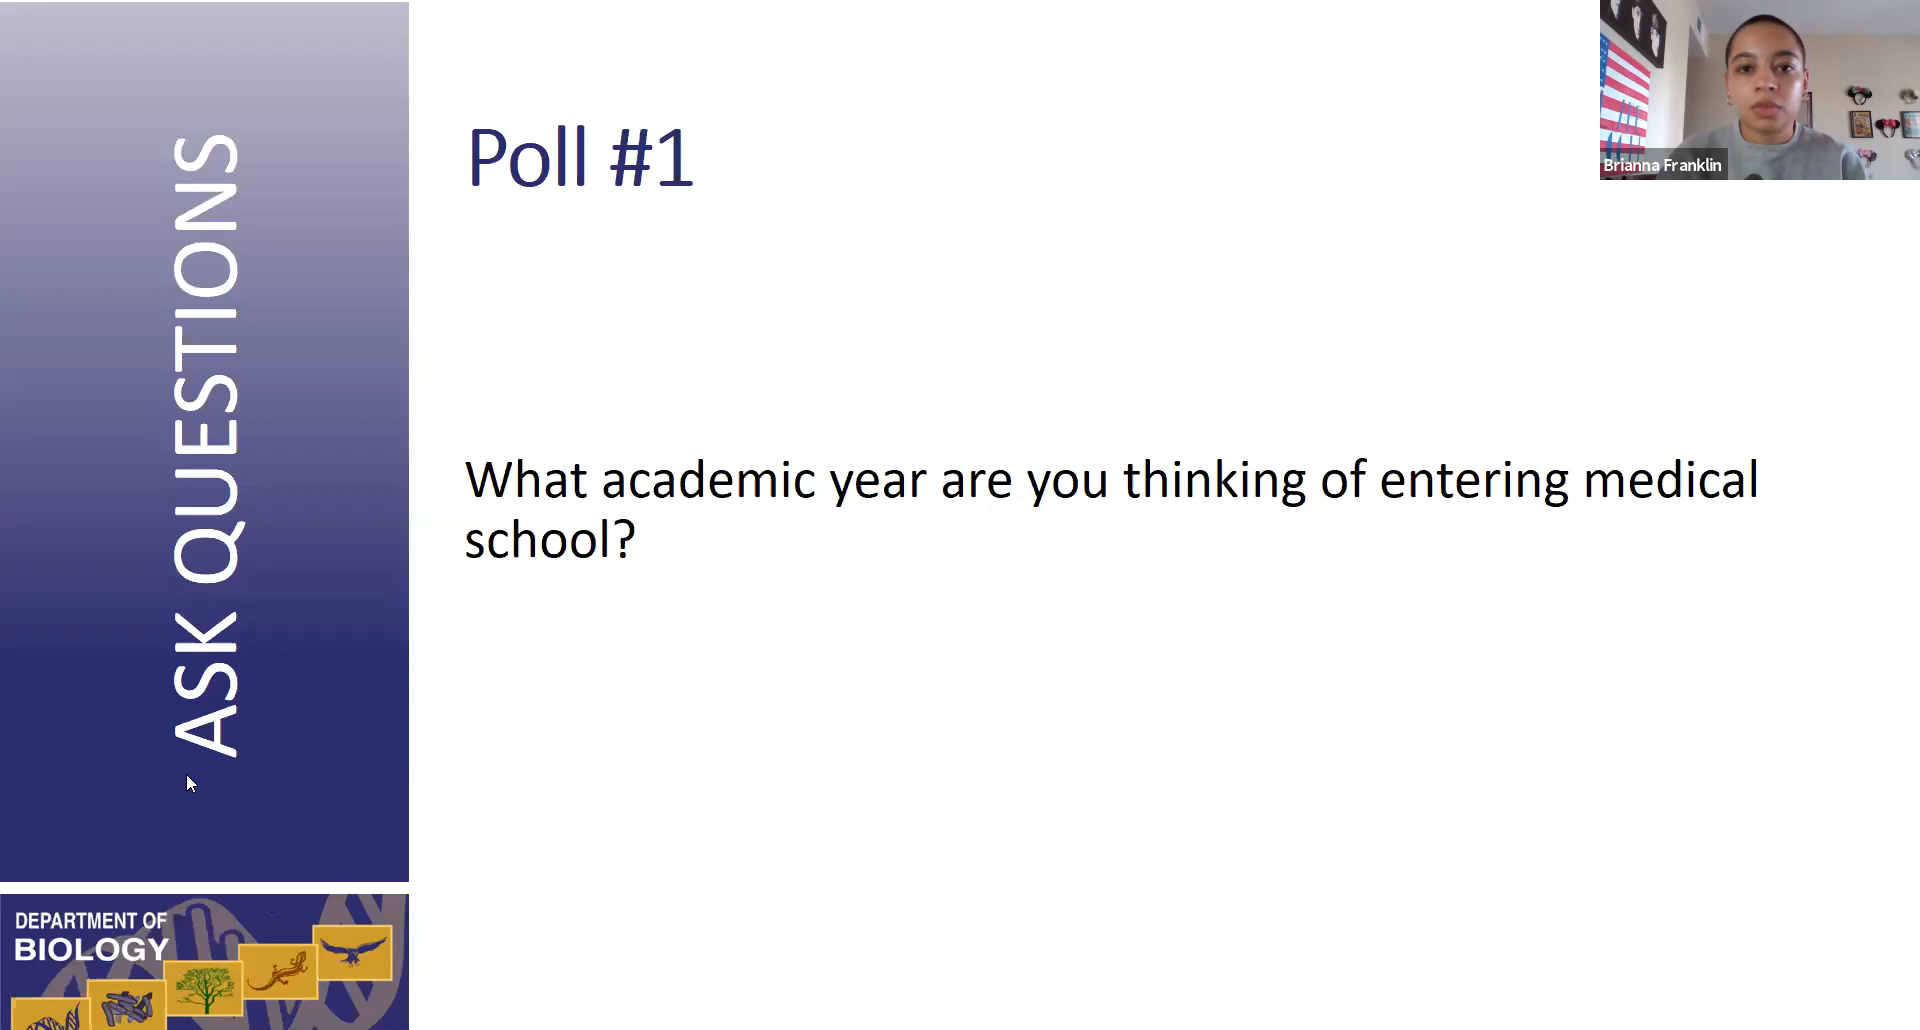 ASK QUESTIONS
Poll #1
What academic year are you thinking of entering medical
school?
Brianna Franklin
DEPARTMENT OF
BIOLOGY